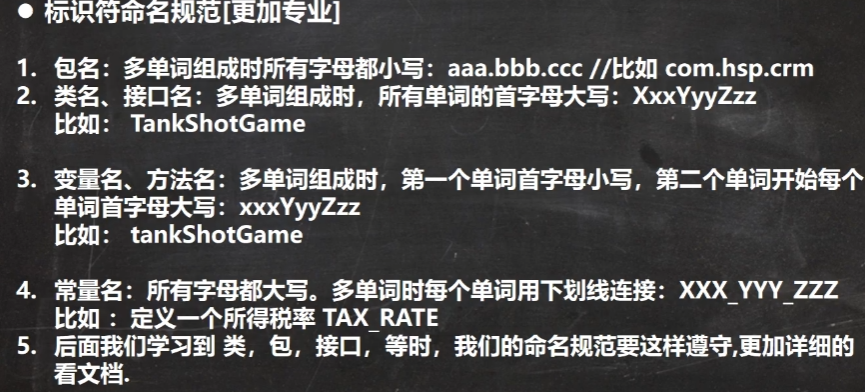 ● 标识符命名规范[更加专业]
1. 包名：多单词组成时所有字母都小写：aaa.bbb.ccc //比如 com.hsp.crm
2. 类名、接口名：多单词组成时，所有单词的首字母大写：XxxYyyZzz
比如： TankShotGame
3. 变量名、方法名：多单词组成时，第一个单词首字母小写，第二个单词开始每个
单词首字母大写：xxxYyyZzz
比如： tankShotGame
4. 常量名：所有字母都大写。多单词时每个单词用下划线连接：XXX_YYY_ZZZ
比如 ：定义一个所得税率 TAX_RATE
5. 后面我们学习到 类，包，接口，等时，我们的命名规范要这样遵守,更加详细的
看文档.